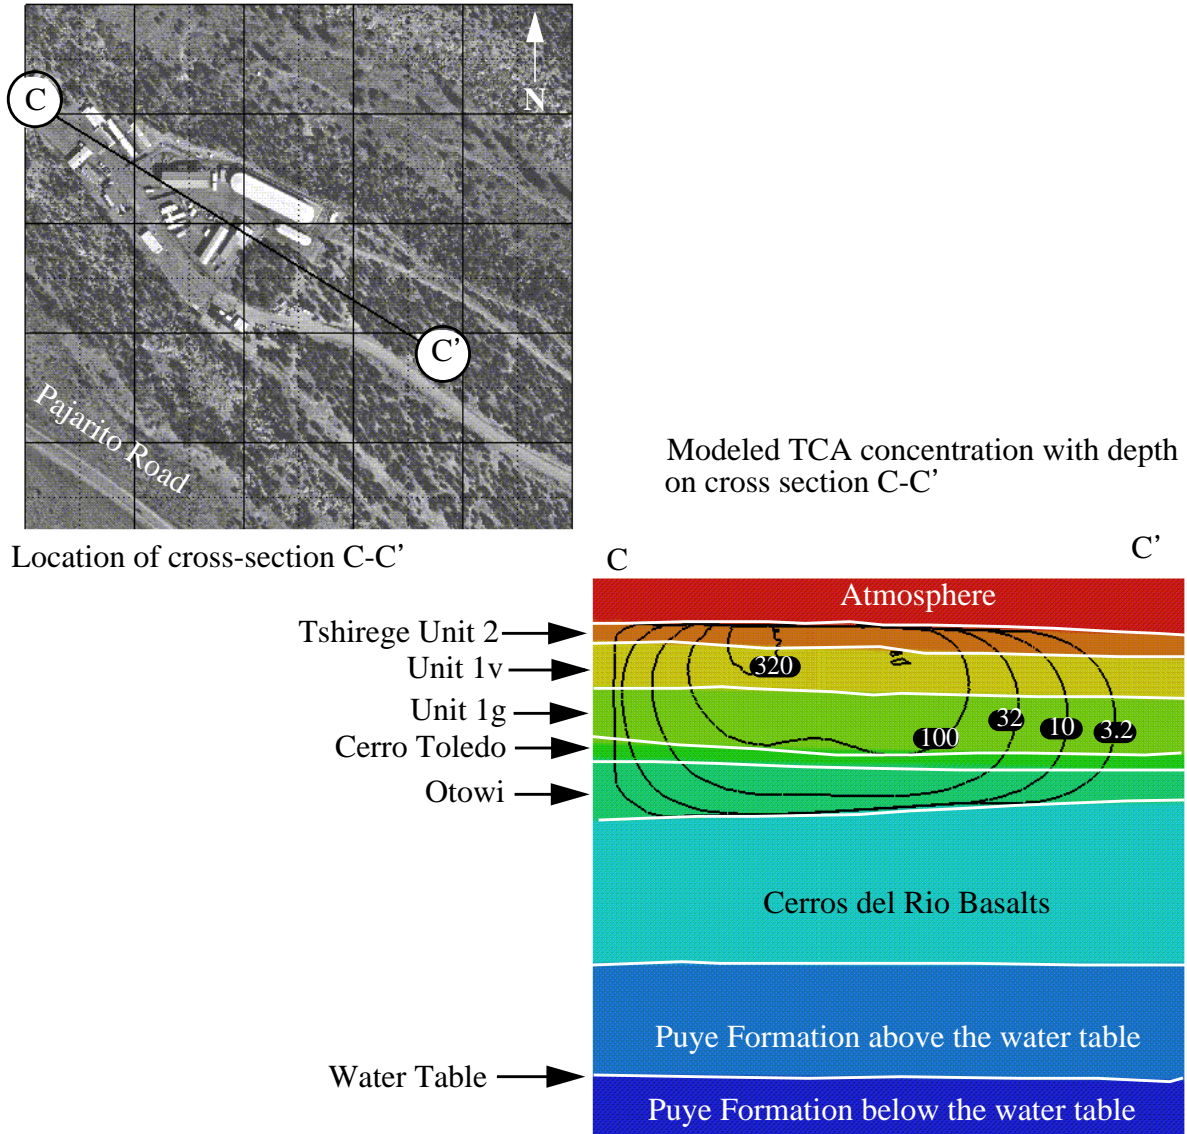 C
N
C’
Pajarito Road
Location of cross-section C-C’
Modeled TCA concentration with depth
on cross section C-C’
C
C’
Atmosphere
Tshirege Unit 2
Unit 1v
320
Unit 1g
100
32
10
3.2
Cerro Toledo
Otowi
Cerros del Rio Basalts
Puye Formation above the water table
Water Table
Puye Formation below the water table